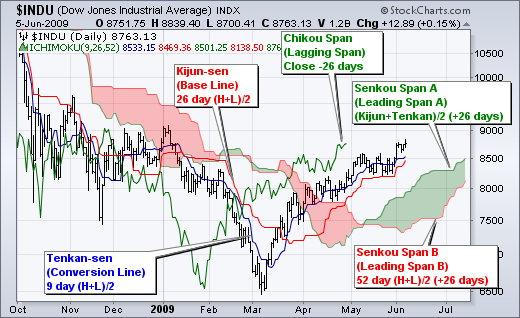 $INDU (Dow Jones Industrial Average) INDX
© StockCharts.com
5-Jun-2009
O 8751.75 H 8839.40 L 8700.41 C 8763.13 V 1.2B Chg +12.89 (+0.15%)
$INDU (Daily) 8763.13
ICHIMOKU(9,26,52) 8533.15 8469.36 8501.25 8138.50
Chikou Span
(Lagging Span)
Close -26 days
Kijun-sen
(Base Line)
26 day (H+L)/2
Senkou Span A
(Leading Span A)
(Kijun+Tenkan)/2 (+26 days)
Tenkan-sen
(Conversion Line)
9 day (H+L)/2
Senkou Span B
(Leading Span B)
52 day (H+L)/2 (+26 days)
10500
9500
9000
8500
8000
7500
7000
6500
Oct Nov Dec 2009 Feb Mar Apr May Jun Jul